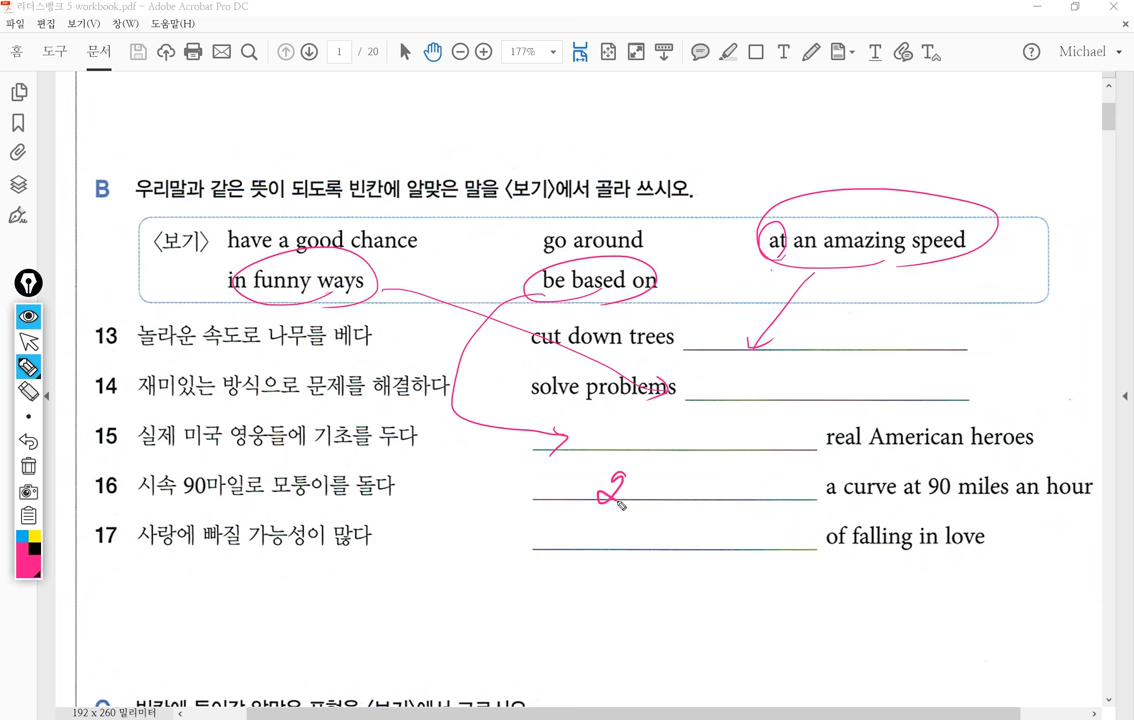 리더스뱅크 5 workbook.pdf - Adobe Acrobat Pro DC
파일 편집 보기(V) 창(W) 도움말(H)
홈 도구 문서 1 / 20 177% Michael
B 우리말과 같은 뜻이 되도록 빈칸에 알맞은 말을 〈보기〉에서 골라 쓰시오.
〈보기〉 have a good chance go around at an amazing speed
in funny ways be based on
13 놀라운 속도로 나무를 베다 cut down trees
14 재미있는 방식으로 문제를 해결하다 solve problems
15 실제 미국 영웅들에 기초를 두다 real American heroes
16 시속 90마일로 모퉁이를 돌다 2 a curve at 90 miles an hour
17 사랑에 빠질 가능성이 많다 of falling in love
192 x 260 밀리미터